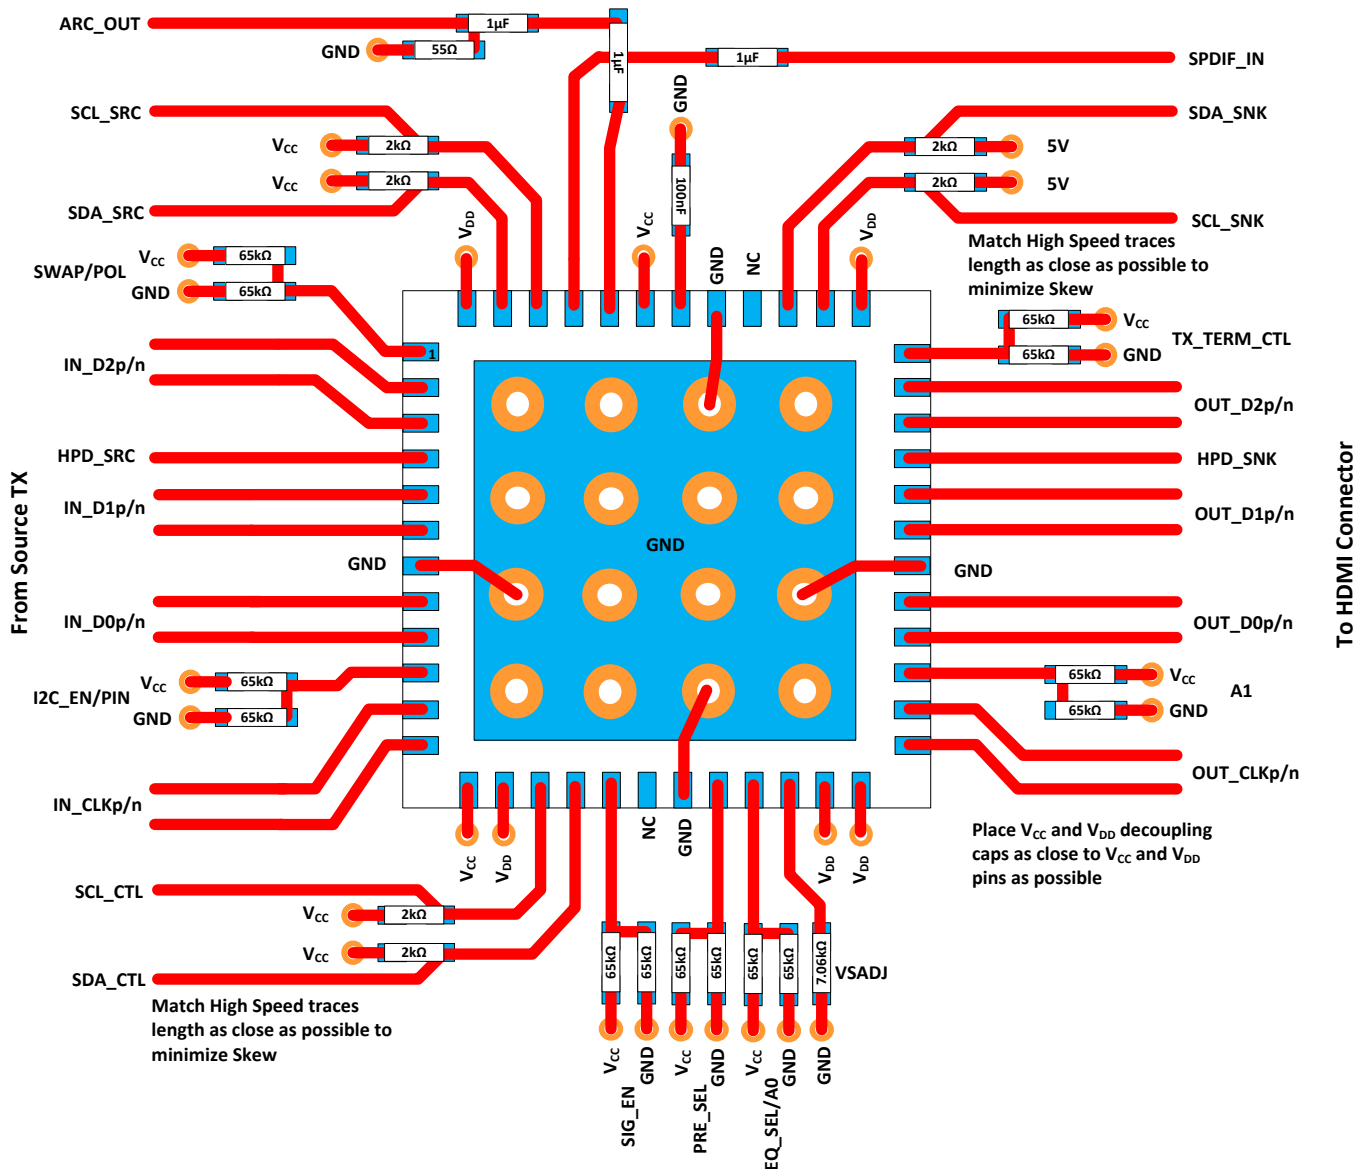 ARC_OUT
1µF
GND
55Ω
1µF
1µF
SPDIF_IN
GND
100nF
SCL_SRC
VCC
2kΩ
VCC
2kΩ
SDA_SRC
SDA_SNK
2kΩ
5V
2kΩ
5V
SCL_SNK
VDD
VCC
GND
NC
VDD
Match High Speed traces
length as close as possible to
minimize Skew
VCC
65kΩ
SWAP/POL
GND
65kΩ
65kΩ
VCC
TX_TERM_CTL
65kΩ
GND
1
IN_D2p/n
OUT_D2p/n
HPD_SRC
HPD_SNK
IN_D1p/n
OUT_D1p/n
GND
GND
GND
From Source TX
To HDMI Connector
IN_D0p/n
OUT_D0p/n
VCC
65kΩ
I2C_EN/PIN
GND
65kΩ
65kΩ
VCC
A1
65kΩ
GND
IN_CLKp/n
OUT_CLKp/n
VCC
VDD
NC
GND
VDD
VDD
Place VCC and VDD decoupling
caps as close to VCC and VDD
pins as possible
SCL_CTL
VCC
2kΩ
VCC
2kΩ
SDA_CTL
Match High Speed traces
length as close as possible to
minimize Skew
65kΩ
65kΩ
65kΩ
65kΩ
65kΩ
65kΩ
7.06kΩ
VSADJ
VCC
GND
VCC
GND
VCC
GND
GND
SIG_EN
PRE_SEL
EQ_SEL/A0